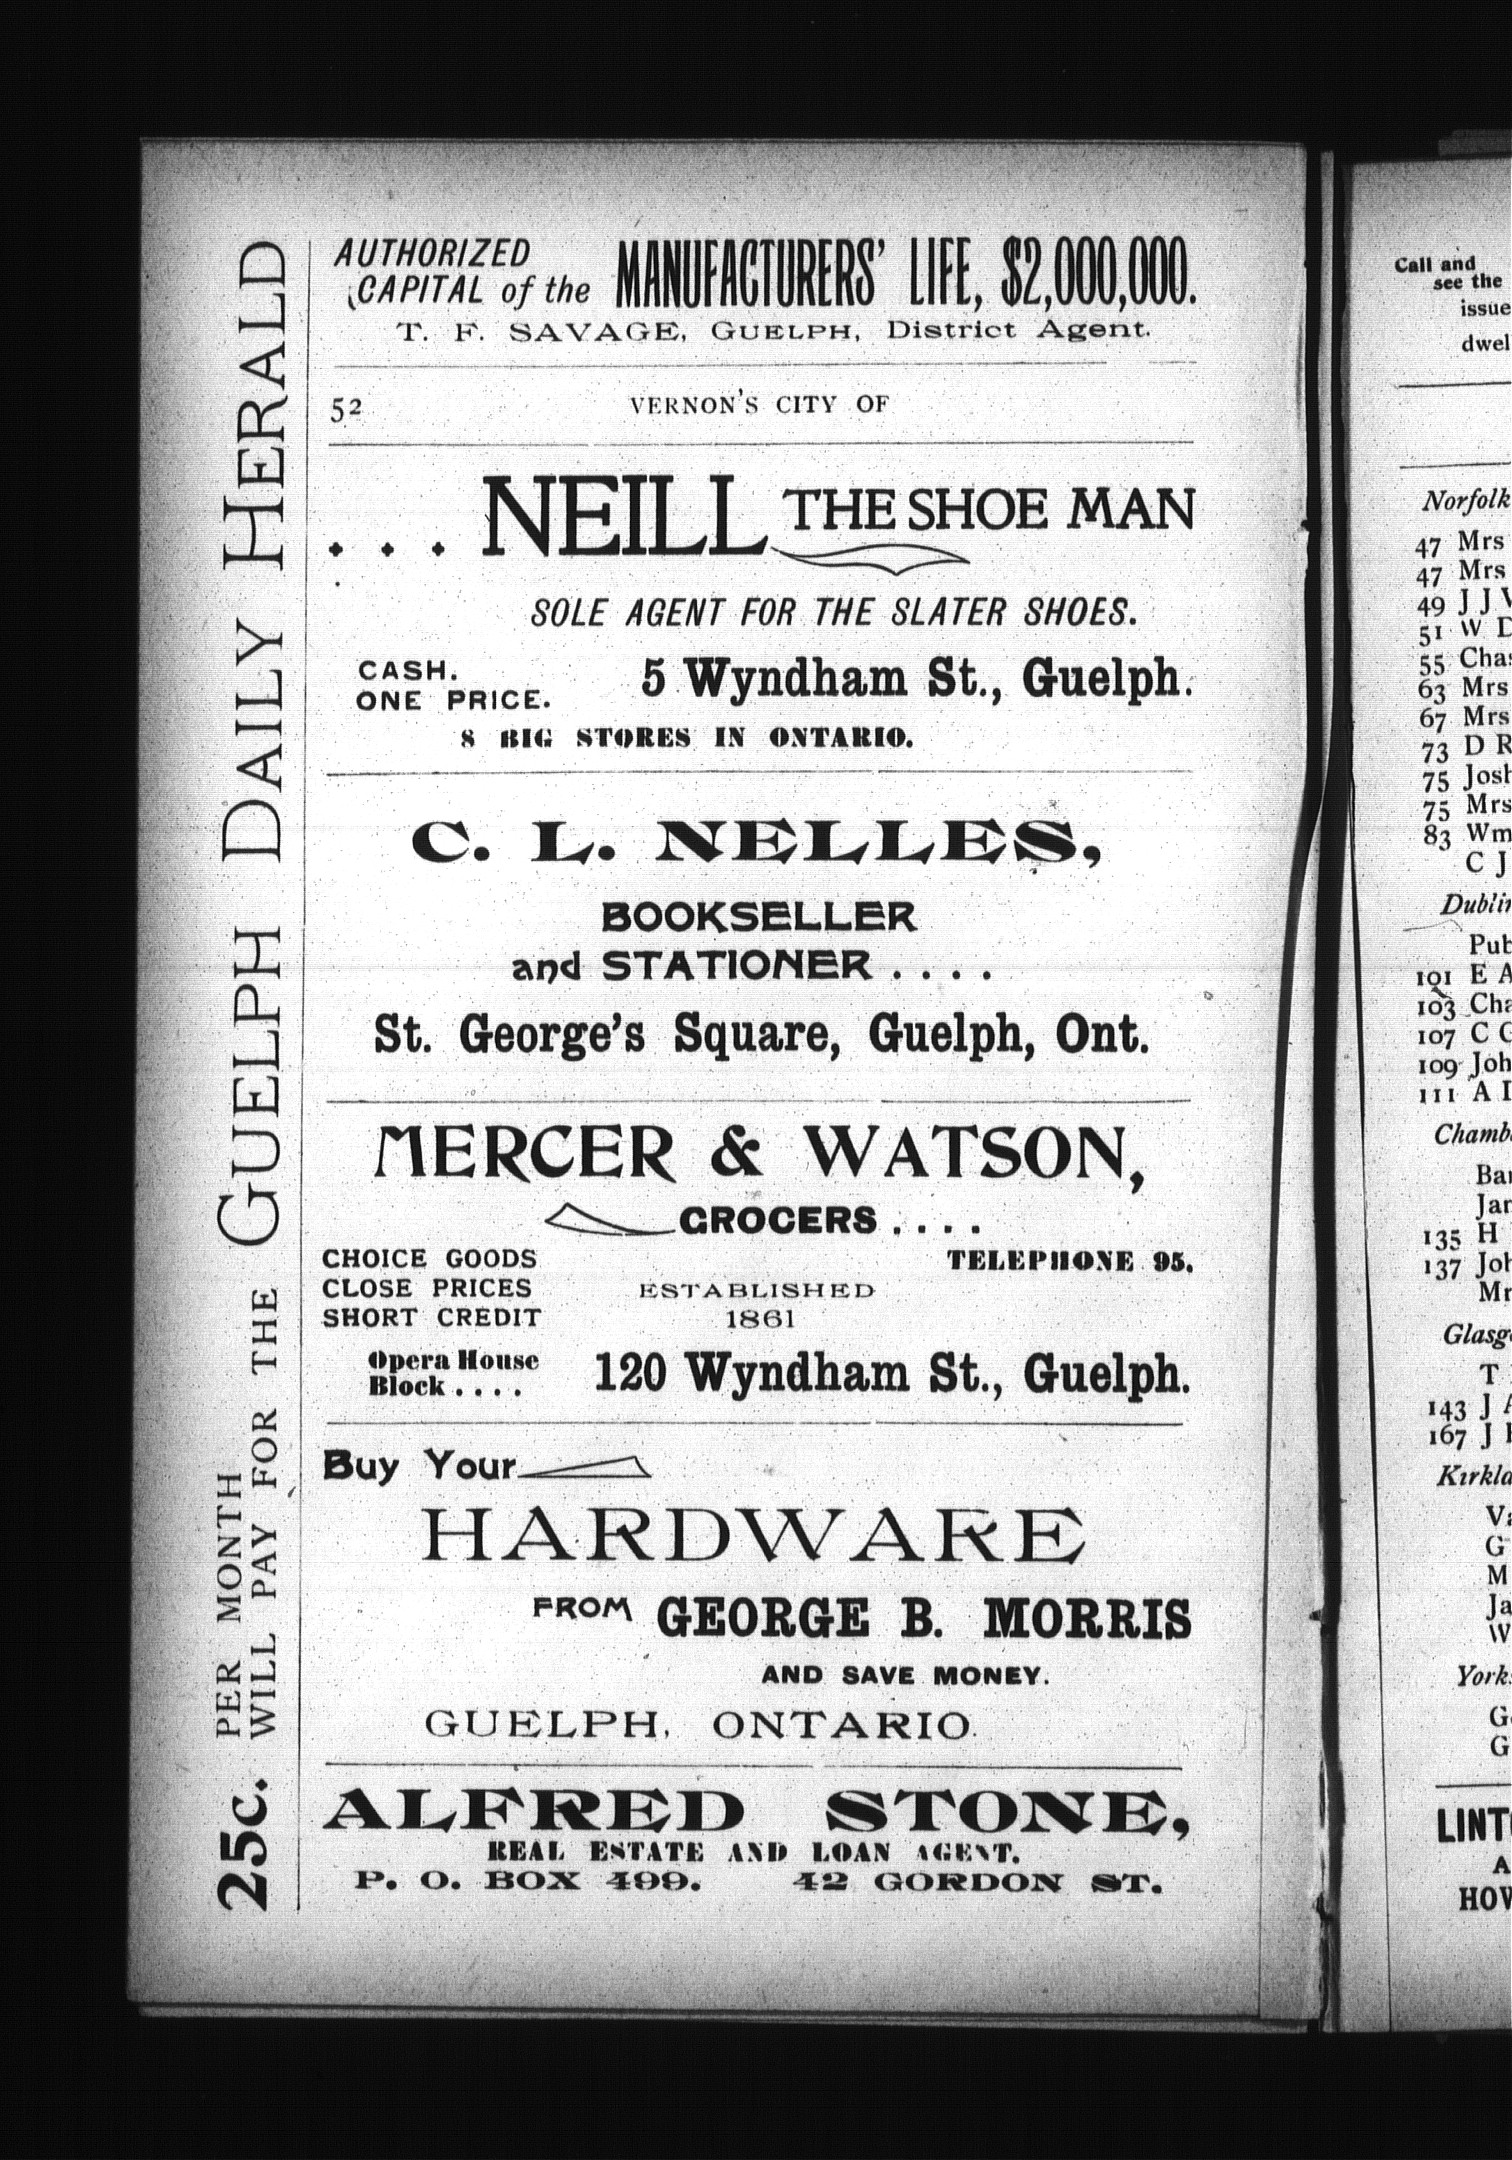 25c. PER MONTH
WILL PAY FOR THE GUELPH DAILY HERALD
AUTHORIZED
CAPITAL of the MANUFACTURERS' LIFE, $2,000,000.
T. F. SAVAGE, GUELPH, District Agent.
52 VERNON'S CITY OF
. . . NEILL THE SHOE MAN
SOLE AGENT FOR THE SLATER SHOES.
CASH.
ONE PRICE.
5 Wyndham St., Guelph.
8 BIG STORES IN ONTARIO.
C. L. NELLES,
BOOKSELLER
and STATIONER . . . .
St. George's Square, Guelph, Ont.
MERCER & WATSON,
GROCERS . . . .
CHOICE GOODS
CLOSE PRICES
SHORT CREDIT
TELEPHONE 95.
ESTABLISHED
1861
Opera House
Block . . . .
120 Wyndham St., Guelph.
Buy Your
HARDWARE
FROM GEORGE B. MORRIS
AND SAVE MONEY.
GUELPH, ONTARIO.
ALFRED STONE,
REAL ESTATE AND LOAN AGENT.
P. O. BOX 499. 42 GORDON ST.
Call and
see the
issue
Norfolk
47 Mrs
47 Mrs
49 J J
51 W
55
63 Mrs
67 Mrs
73 D
75
75 Mrs
83
C J
101 E
103
107 C
109
111 A
135 H
137
T
143 J
167 J
G
M
A